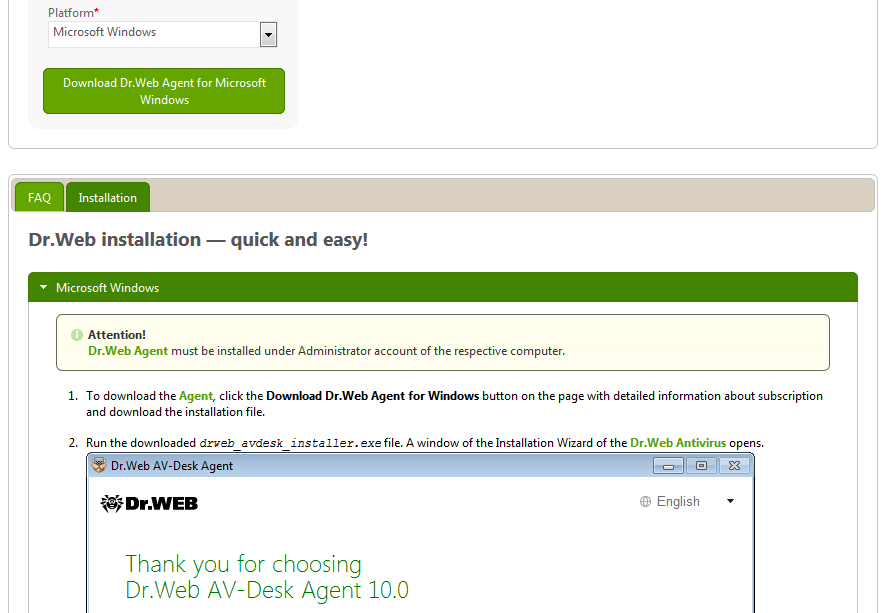 Platform*
Microsoft Windows
Download Dr.Web Agent for Microsoft
Windows
FAQ
Installation
Dr.Web installation — quick and easy!
Microsoft Windows
Attention!
Dr.Web Agent must be installed under Administrator account of the respective computer.
1. To download the Agent, click the Download Dr.Web Agent for Windows button on the page with detailed information about subscription
and download the installation file.
2. Run the downloaded drweb_avdesk_installer.exe file. A window of the Installation Wizard of the Dr.Web Antivirus opens.
Dr.Web AV-Desk Agent
Dr.WEB
English
Thank you for choosing
Dr.Web AV-Desk Agent 10.0